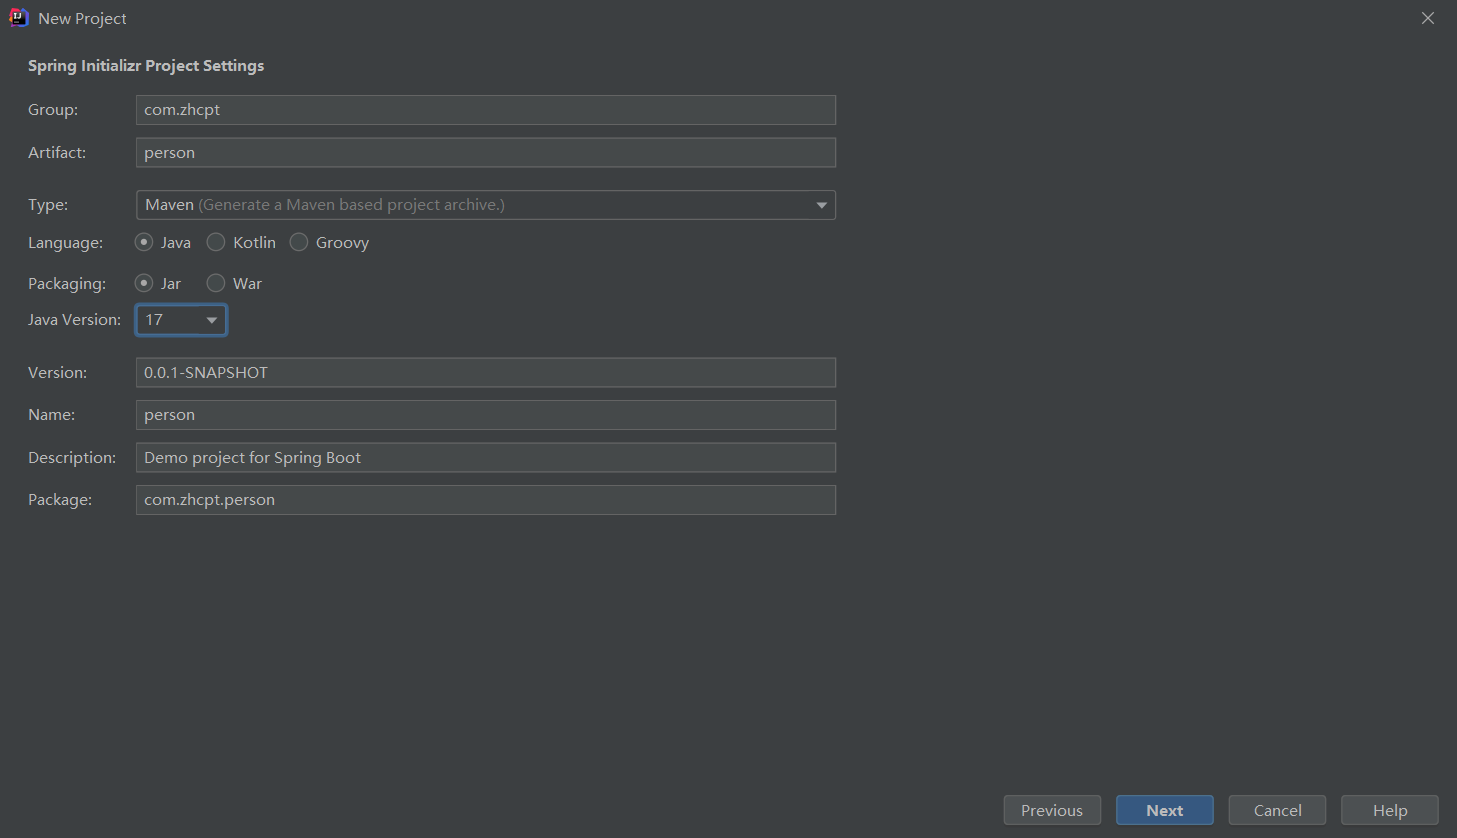 New Project
Spring Initializr Project Settings
Group: com.zhcpt
Artifact: person
Type: Maven (Generate a Maven based project archive.)
Language: Java Kotlin Groovy
Packaging: Jar War
Java Version: 17
Version: 0.0.1-SNAPSHOT
Name: person
Description: Demo project for Spring Boot
Package: com.zhcpt.person
Previous Next Cancel Help